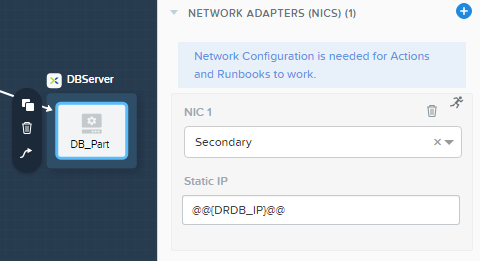 NETWORK ADAPTERS (NICS) (1)
Network Configuration is needed for Actions
and Runbooks to work.
DBServer
DB_Part
NIC 1
Secondary
Static IP
@@{DRDB_IP}@@